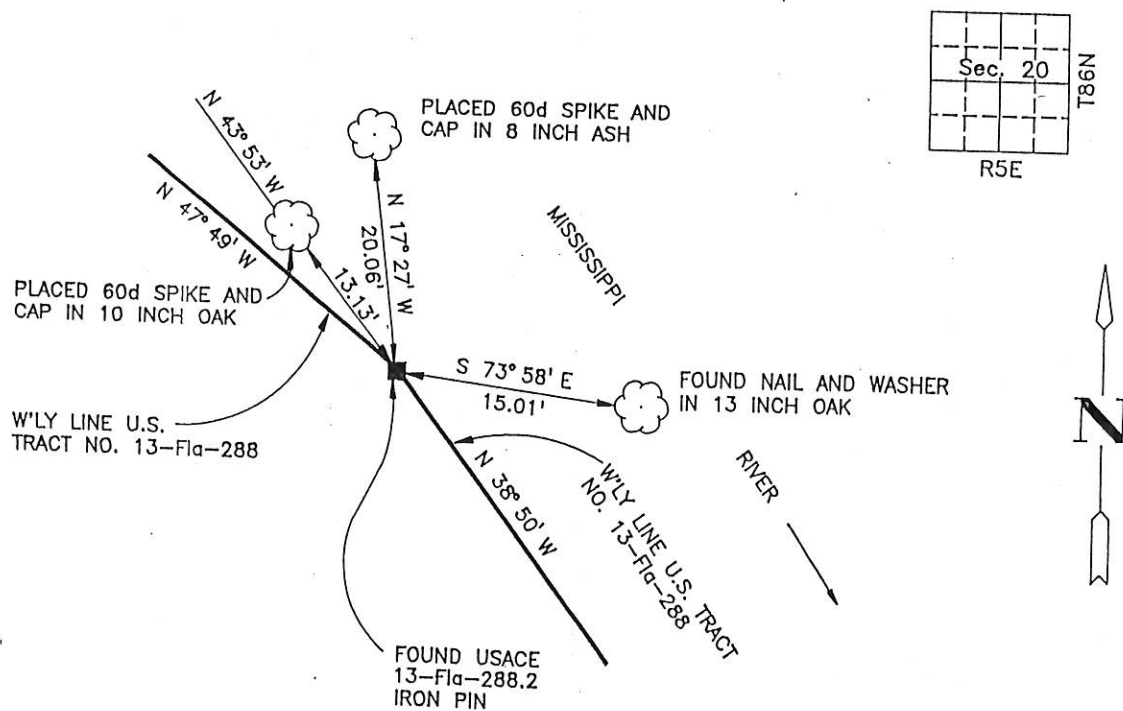 Sec. 20
T86N
R5E
PLACED 60d SPIKE AND
CAP IN 8 INCH ASH
N 43° 53' W
N 17° 27' W
20.06'
N 47° 49' W
13.13'
MISSISSIPPI
PLACED 60d SPIKE AND
CAP IN 10 INCH OAK
S 73° 58' E
15.01'
FOUND NAIL AND WASHER
IN 13 INCH OAK
W'LY LINE U.S.
TRACT NO. 13-Fla-288
N 38° 50' W
W'LY LINE U.S. TRACT
NO. 13-Fla-288
RIVER
N
FOUND USACE
13-Fla-288.2
IRON PIN